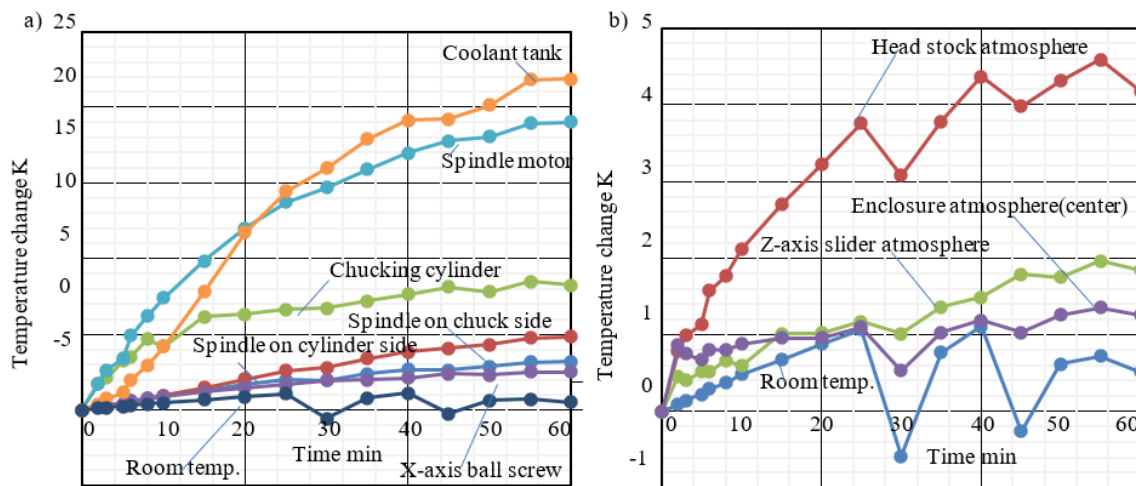 a)
25
20
15
10
5
0
-5
Temperature change K
Coolant tank
Spindle motor
Chucking cylinder
Spindle on chuck side
Spindle on cylinder side
0 10 20 30 40 50 60
Room temp.
Time min
X-axis ball screw
b)
5
4
3
2
1
0
-1
Temperature change K
Head stock atmosphere
Enclosure atmosphere(center)
Z-axis slider atmosphere
Room temp.
0 10 20 30 40 50 60
Time min